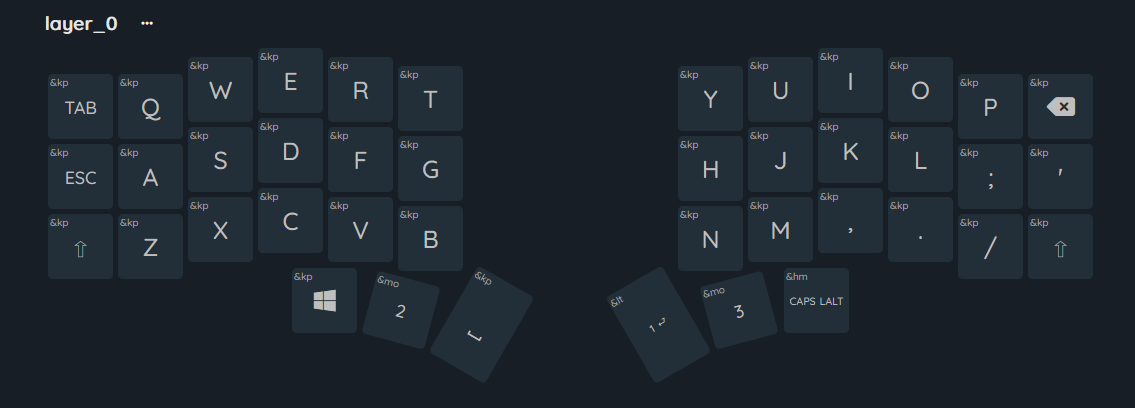 layer_0 ...
&kp &kp &kp &kp &kp &kp &kp &kp &kp &kp &kp &kp
TAB Q W E R T Y U I O P
&kp &kp &kp &kp &kp &kp &kp &kp &kp &kp &kp &kp
ESC A S D F G H J K L ; '
&kp &kp &kp &kp &kp &kp &kp &kp &kp &kp &kp &kp
⇧ Z X C V B N M , . / ⇧
&kp &mo &kp &lt &mo &hm
2 1 ⏎ 3 CAPS LALT